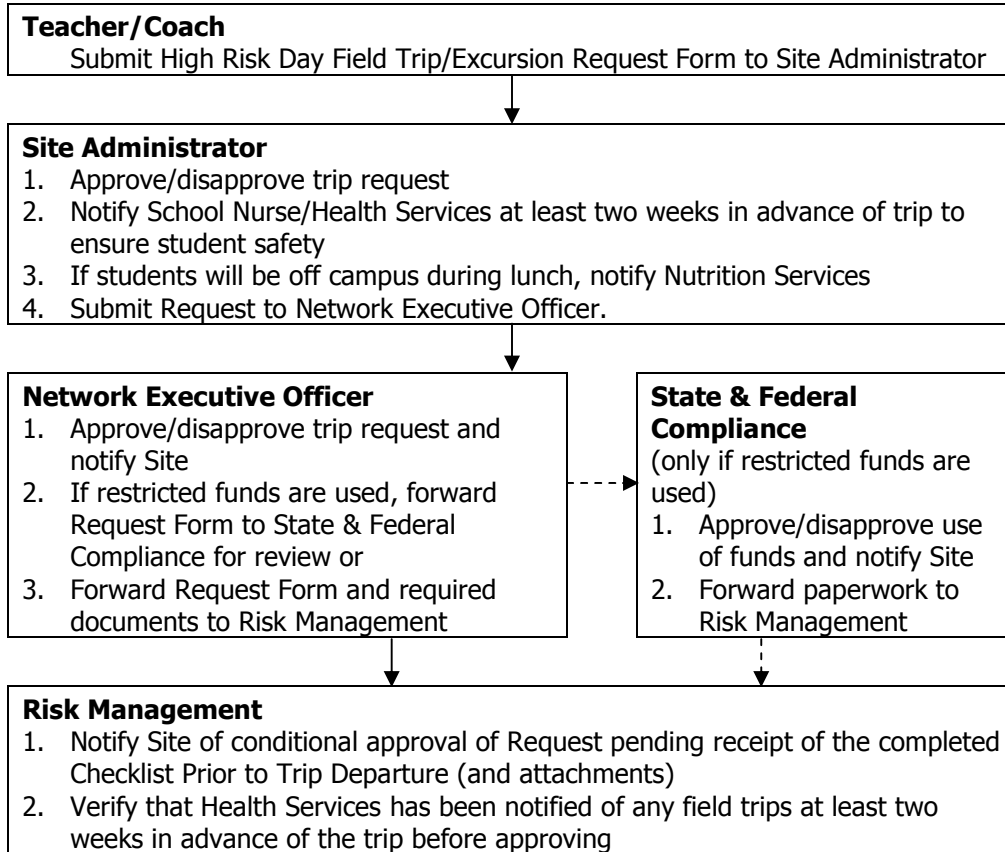 Teacher/Coach
Submit High Risk Day Field Trip/Excursion Request Form to Site Administrator
Site Administrator
1. Approve/disapprove trip request
2. Notify School Nurse/Health Services at least two weeks in advance of trip to
ensure student safety
3. If students will be off campus during lunch, notify Nutrition Services
4. Submit Request to Network Executive Officer.
Network Executive Officer
1. Approve/disapprove trip request and
notify Site
2. If restricted funds are used, forward
Request Form to State & Federal
Compliance for review or
3. Forward Request Form and required
documents to Risk Management
State & Federal
Compliance
(only if restricted funds are
used)
1. Approve/disapprove use
of funds and notify Site
2. Forward paperwork to
Risk Management
Risk Management
1. Notify Site of conditional approval of Request pending receipt of the completed
Checklist Prior to Trip Departure (and attachments)
2. Verify that Health Services has been notified of any field trips at least two
weeks in advance of the trip before approving